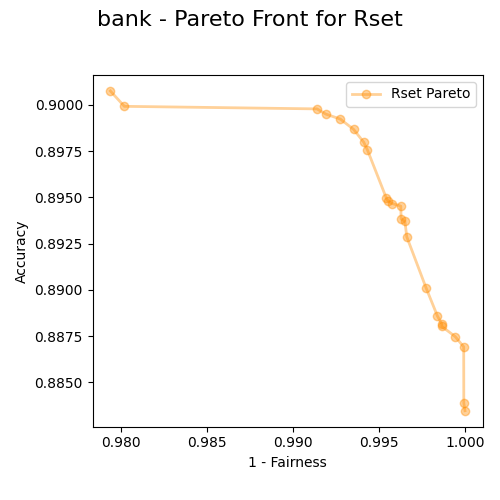 bank - Pareto Front for Rset
Rset Pareto
0.9000
0.8975
0.8950
0.8925
0.8900
0.8875
0.8850
Accuracy
0.980 0.985 0.990 0.995 1.000
1 - Fairness